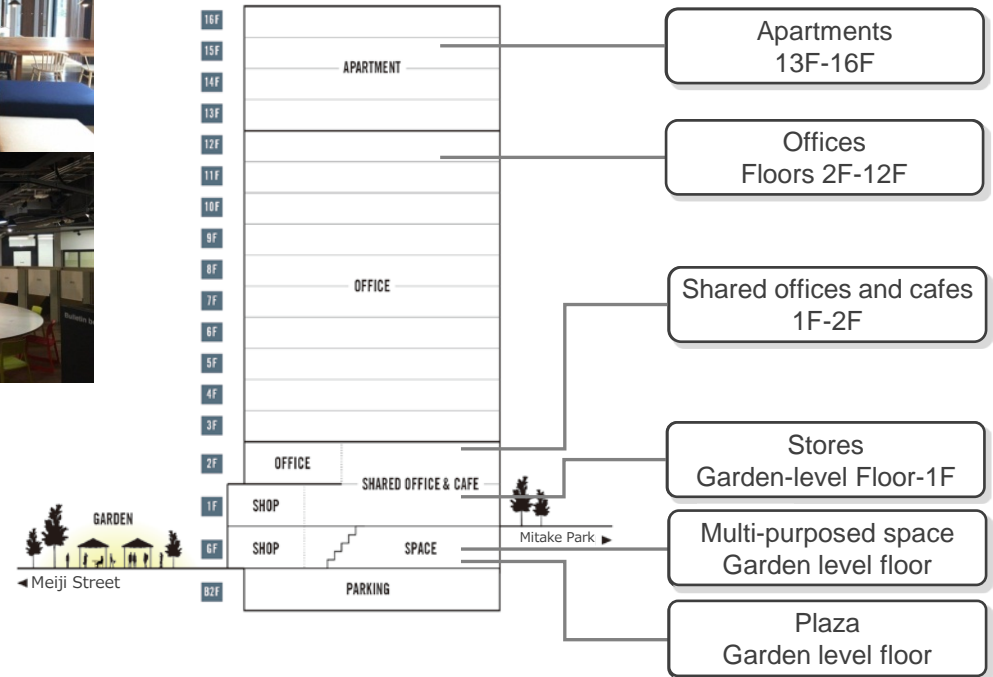 16F
15F
14F
13F
12F
11F
10F
9F
8F
7F
6F
5F
4F
3F
2F
1F
GF
B2F
APARTMENT
OFFICE
OFFICE
SHARED OFFICE & CAFE
SHOP
SHOP
SPACE
PARKING
GARDEN
◄Meiji Street
Mitake Park ►
Apartments
13F-16F
Offices
Floors 2F-12F
Shared offices and cafes
1F-2F
Stores
Garden-level Floor-1F
Multi-purposed space
Garden level floor
Plaza
Garden level floor